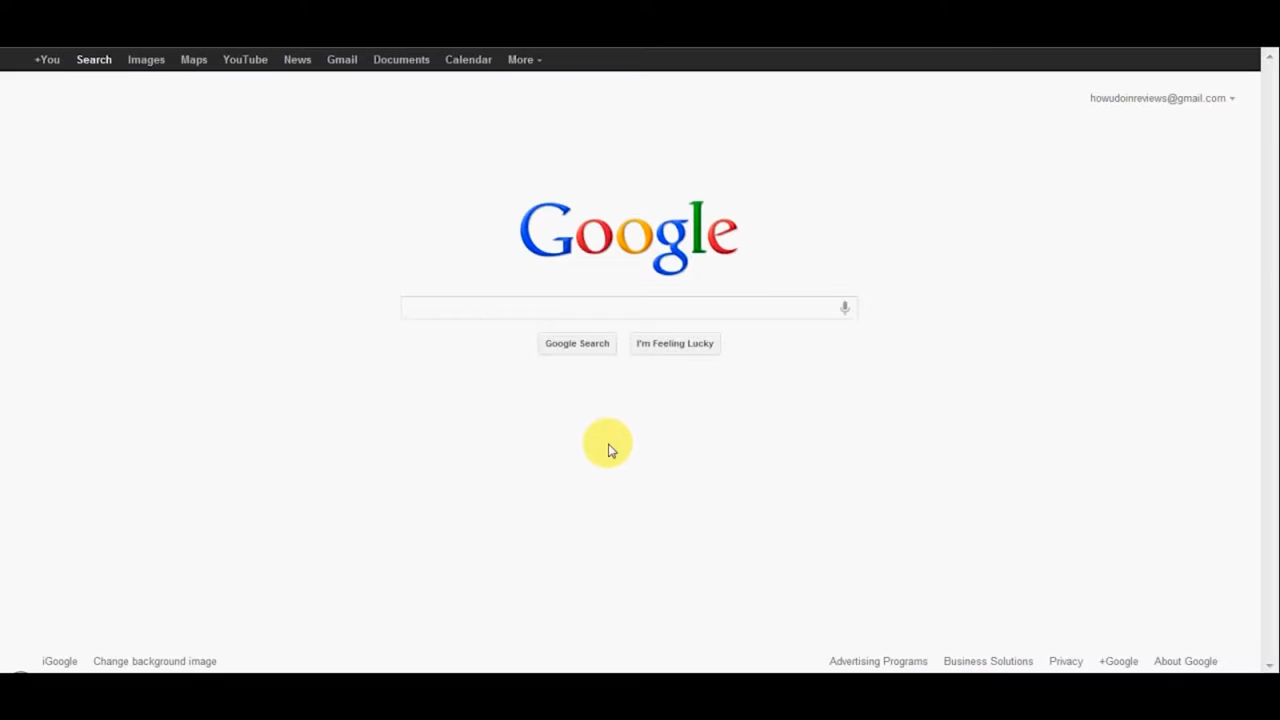 +You Search Images Maps YouTube News Gmail Documents Calendar More
howudoinreviews@gmail.com
Google
Google Search I'm Feeling Lucky
iGoogle Change background image Advertising Programs Business Solutions Privacy +Google About Google